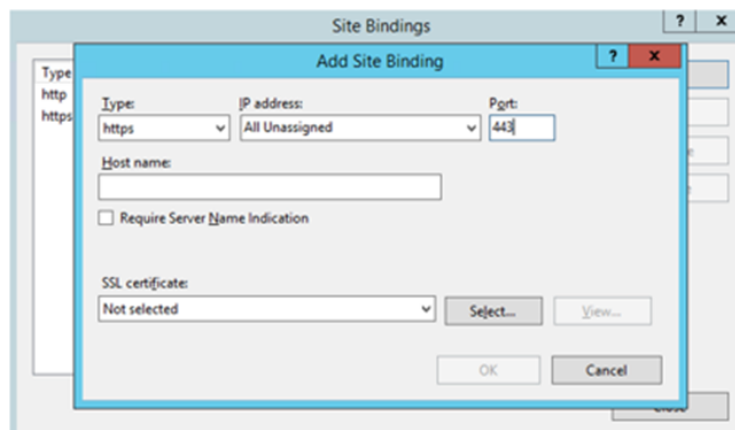 Site Bindings
? x
Add Site Binding
? x
Type
http
https
Type:
IP address:
Port:
https
All Unassigned
443
Host name:
Require Server Name Indication
SSL certificate:
Not selected
Select...
View...
OK
Cancel